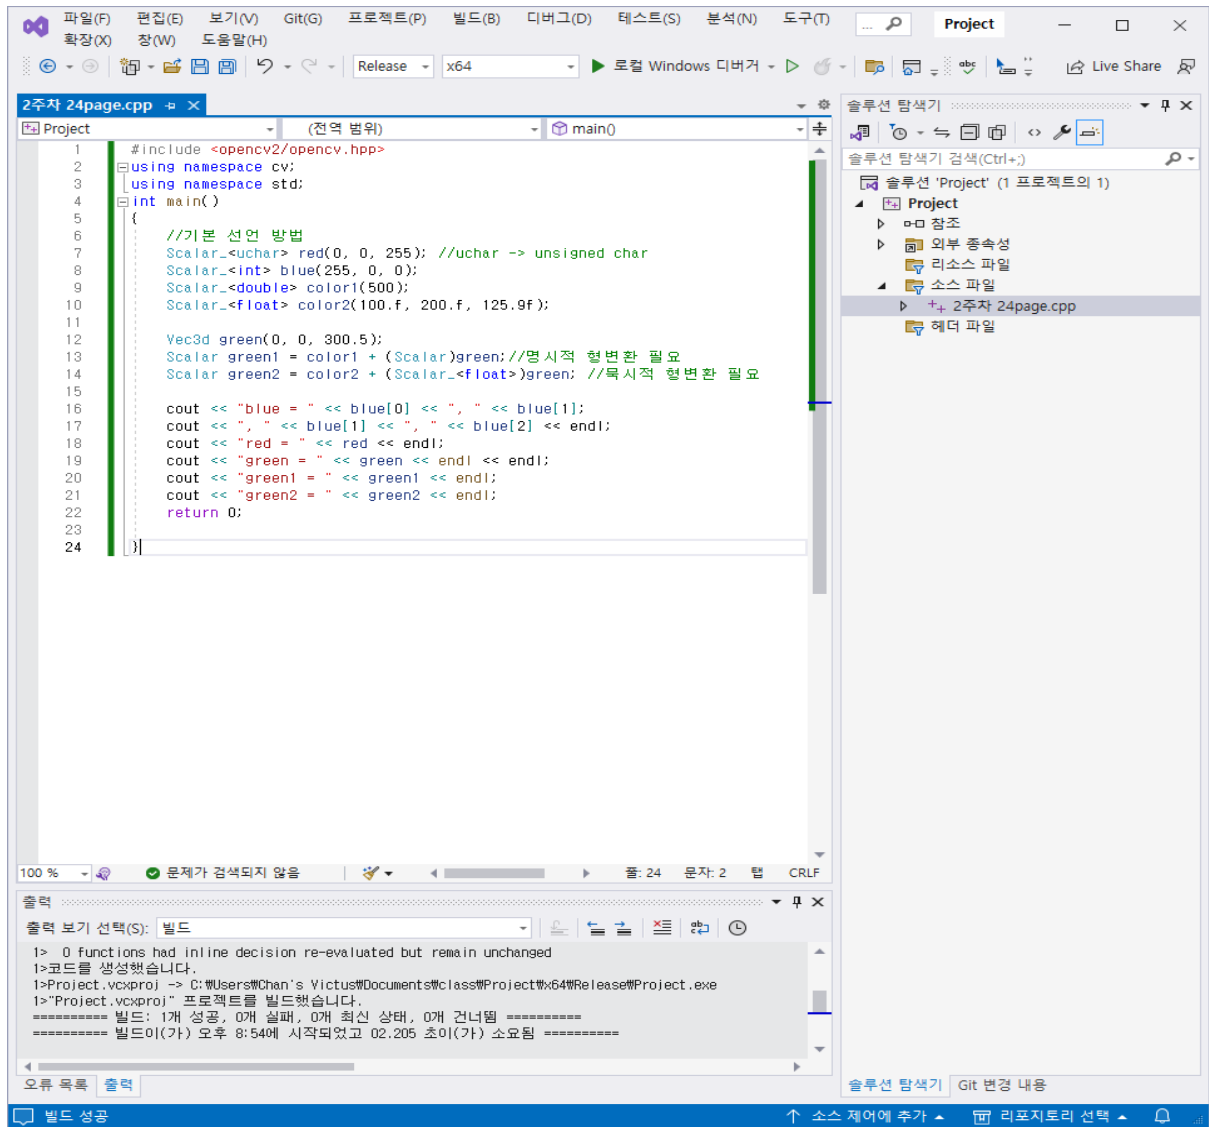 파일(F) 편집(E) 보기(V) Git(G) 프로젝트(P) 빌드(B) 디버그(D) 테스트(S) 분석(N) 도구(T) ... Project
확장(X) 창(W) 도움말(H)
Release x64 로컬 Windows 디버거 Live Share
2주차 24page.cpp
Project (전역 범위) main()
1 #include <opencv2/opencv.hpp>
2 using namespace cv;
3 using namespace std;
4 int main()
5 {
6 //기본 선언 방법
7 Scalar_<uchar> red(0, 0, 255); //uchar -> unsigned char
8 Scalar_<int> blue(255, 0, 0);
9 Scalar_<double> color1(500);
10 Scalar_<float> color2(100.f, 200.f, 125.9f);
11
12 Vec3d green(0, 0, 300.5);
13 Scalar green1 = color1 + (Scalar)green;//명시적 형변환 필요
14 Scalar green2 = color2 + (Scalar_<float>)green; //묵시적 형변환 필요
15
16 cout << "blue = " << blue[0] << ", " << blue[1];
17 cout << ", " << blue[1] << ", " << blue[2] << endl;
18 cout << "red = " << red << endl;
19 cout << "green = " << green << endl << endl;
20 cout << "green1 = " << green1 << endl;
21 cout << "green2 = " << green2 << endl;
22 return 0;
23
24 }
100 % 문제가 검색되지 않음 줄: 24 문자: 2 탭 CRLF
출력
출력 보기 선택(S): 빌드
1> 0 functions had inline decision re-evaluated but remain unchanged
1>코드를 생성했습니다.
1>Project.vcxproj -> C:₩Users₩Chan's Victus₩Documents₩class₩Project₩x64₩Release₩Project.exe
1>"Project.vcxproj" 프로젝트를 빌드했습니다.
========== 빌드: 1개 성공, 0개 실패, 0개 최신 상태, 0개 건너뜀 ==========
========== 빌드이(가) 오후 8:54에 시작되었고 02.205 초이(가) 소요됨 ==========
오류 목록 출력
솔루션 탐색기
솔루션 탐색기 검색(Ctrl+;)
솔루션 'Project' (1 프로젝트의 1)
Project
참조
외부 종속성
리소스 파일
소스 파일
2주차 24page.cpp
헤더 파일
솔루션 탐색기 Git 변경 내용
빌드 성공 소스 제어에 추가 리포지토리 선택